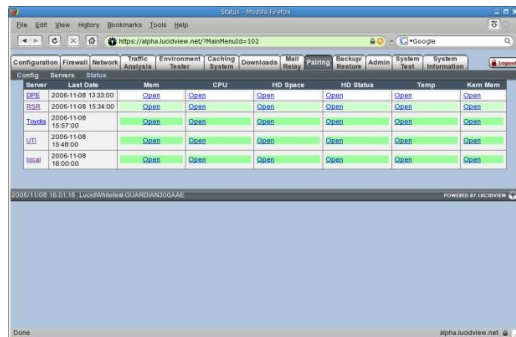 Status - Mozilla Firefox
File Edit View History Bookmarks Tools Help
https://alpha.lucidview.net/?MainMenuId=102
Google
Configuration Firewall Network Traffic Analysis Environment Tester Caching System Downloads Mail Relay Pairing Backup/Restore Admin System Test System Information Logout
Config Servers Status
Server Last Date Mem CPU HD Space HD Status Temp Kern Mem
DPE 2006-11-08 13:33:00 Open Open Open Open Open Open
RSR 2006-11-08 15:34:00 Open Open Open Open Open Open
Toyota 2006-11-08 15:57:00 Open Open Open Open Open Open
UTI 2006-11-08 15:48:00 Open Open Open Open Open Open
local 2006-11-08 16:00:00 Open Open Open Open Open Open
2006/11/08 16:01:16 LucidWhitetest-GUARDIAN300AAE POWERED BY LUCIDVIEW
Done alpha.lucidview.net